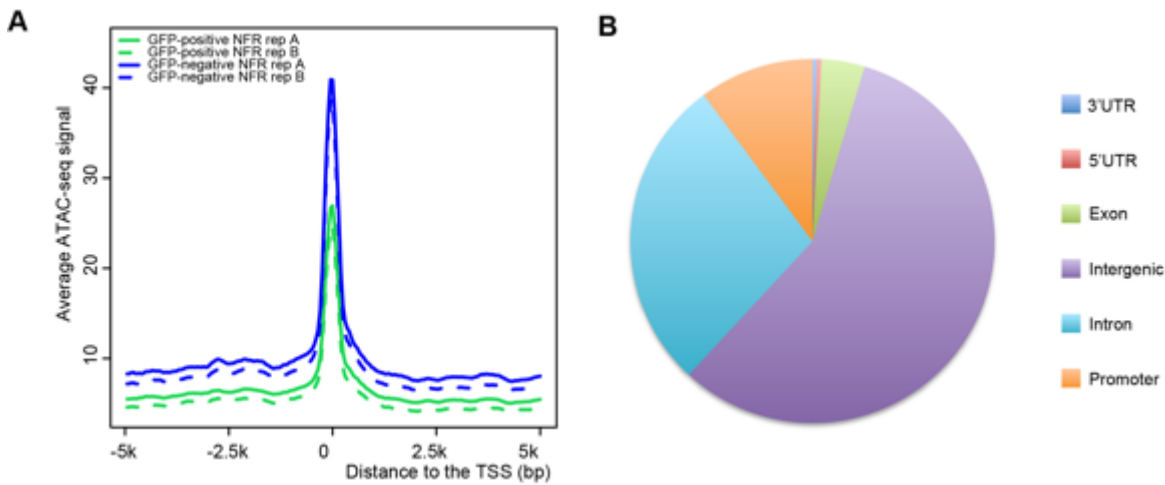 A
GFP-positive NFR rep A
GFP-positive NFR rep B
GFP-negative NFR rep A
GFP-negative NFR rep B
Average ATAC-seq signal
40
30
20
10
-5k
-2.5k
0
2.5k
5k
Distance to the TSS (bp)
B
3'UTR
5'UTR
Exon
Intergenic
Intron
Promoter